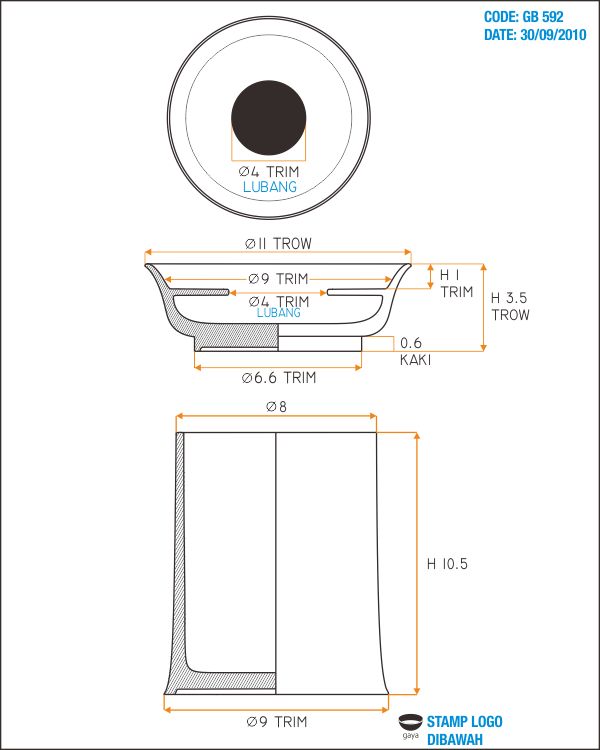 CODE: GB 592
DATE: 30/09/2010
Ø4 TRIM
LUBANG
Ø11 TROW
Ø9 TRIM
H 1
TRIM
Ø4 TRIM
LUBANG
H 3.5
TROW
0.6
KAKI
Ø6.6 TRIM
Ø8
H 10.5
Ø9 TRIM
gaya
STAMP LOGO
DIBAWAH